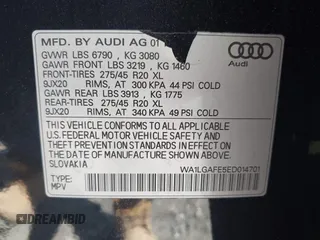 MFD. BY AUDI AG 01
GVWR LBS 6790 , KG 3080
GAWR FRONT LBS 3219 , KG 1460
FRONT-TIRES 275/45 R20 XL
9JX20 RIMS, AT 300 KPA 44 PSI COLD
GAWR REAR LBS 3913 , KG 1775
REAR-TIRES 275/45 R20 XL
9JX20 RIMS, AT 340 KPA 49 PSI COLD
THIS VEHICLE CONFORMS TO ALL APPLICABLE
U.S. FEDERAL MOTOR VEHICLE SAFETY AND
THEFT PREVENTION STANDARDS IN EFFECT ON THE
DATE OF MANUFACTURE SHOWN ABOVE.
SLOVAKIA
WA1LGAFE5ED014701
TYPE:
MPV
Audi
AUTOBIDMASTER